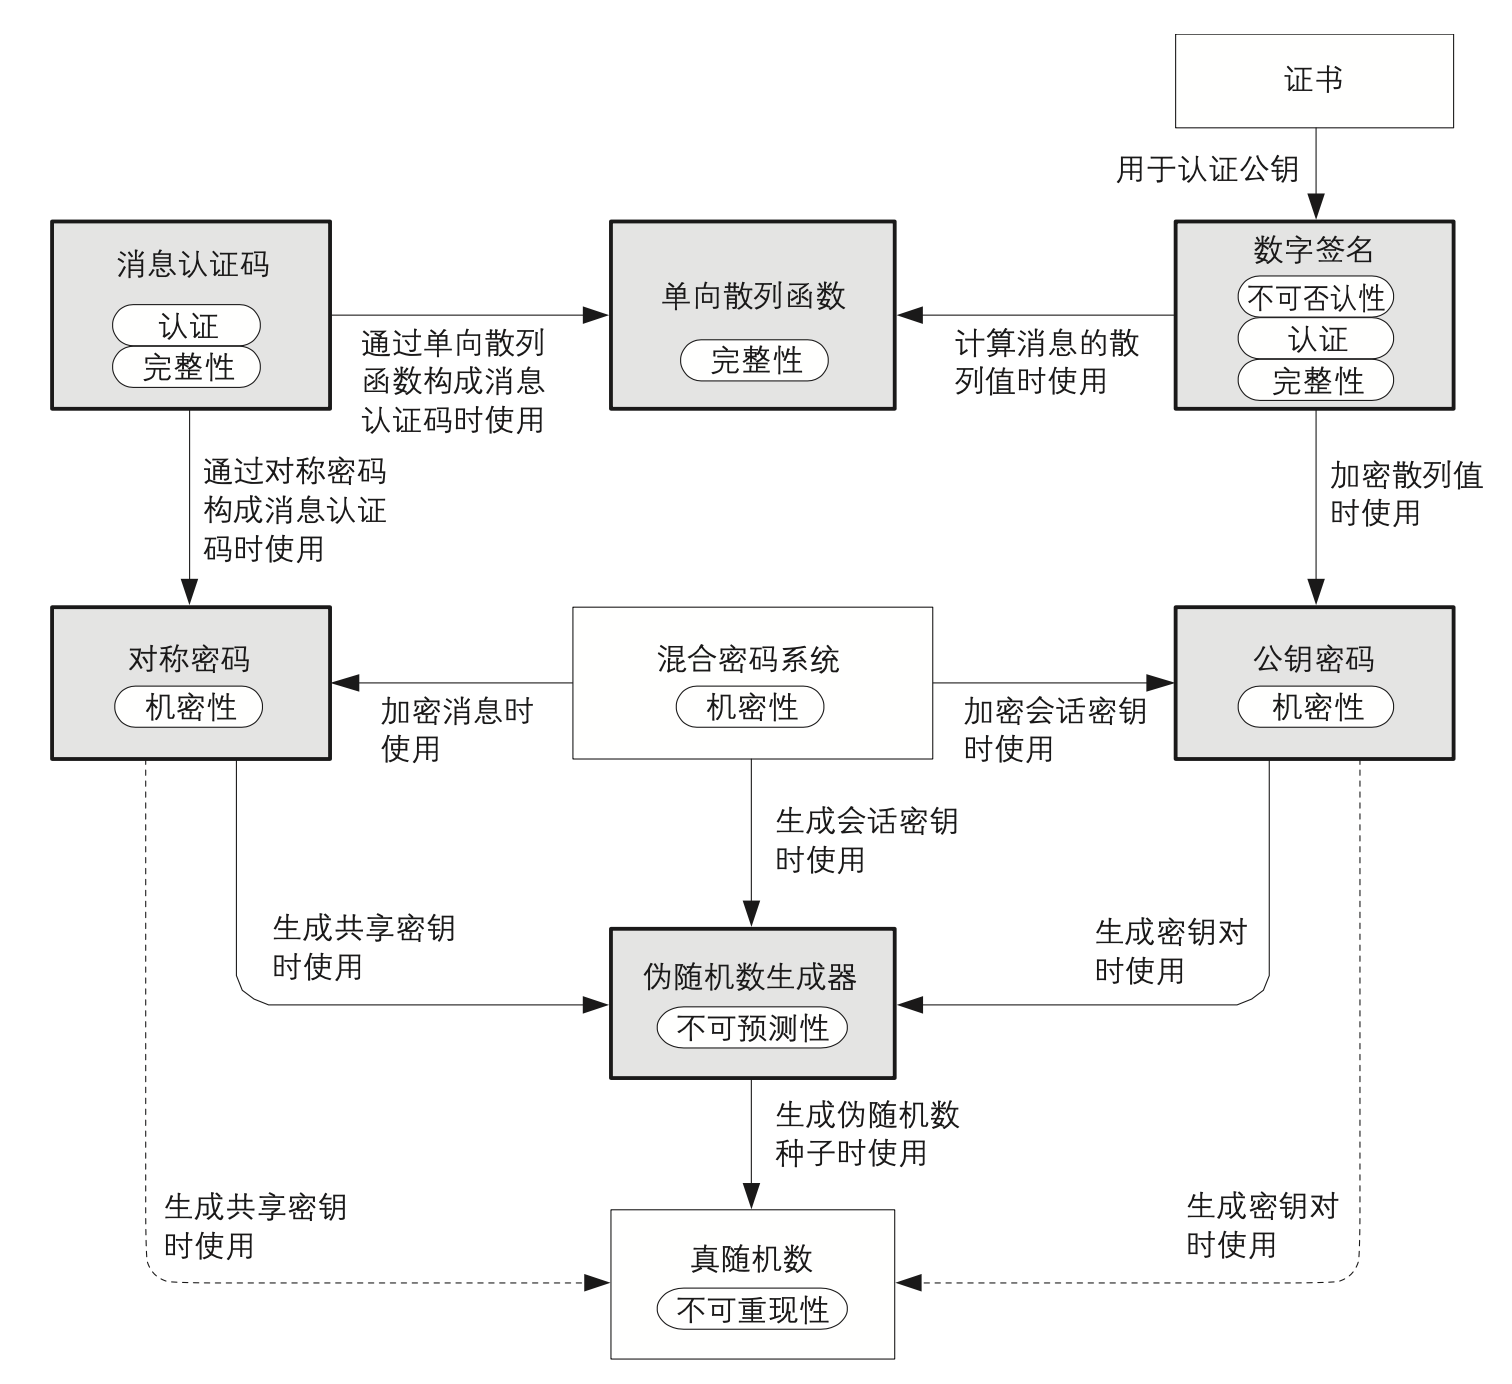 证书
用于认证公钥
消息认证码
认证
完整性
通过单向散列
函数构成消息
认证码时使用
单向散列函数
完整性
计算消息的散
列值时使用
数字签名
不可否认性
认证
完整性
通过对称密码
构成消息认证
码时使用
加密散列值
时使用
对称密码
机密性
加密消息时
使用
混合密码系统
机密性
加密会话密钥
时使用
公钥密码
机密性
生成会话密钥
时使用
生成共享密钥
时使用
伪随机数生成器
不可预测性
生成密钥对
时使用
生成伪随机数
种子时使用
生成共享密钥
时使用
真随机数
不可重现性
生成密钥对
时使用